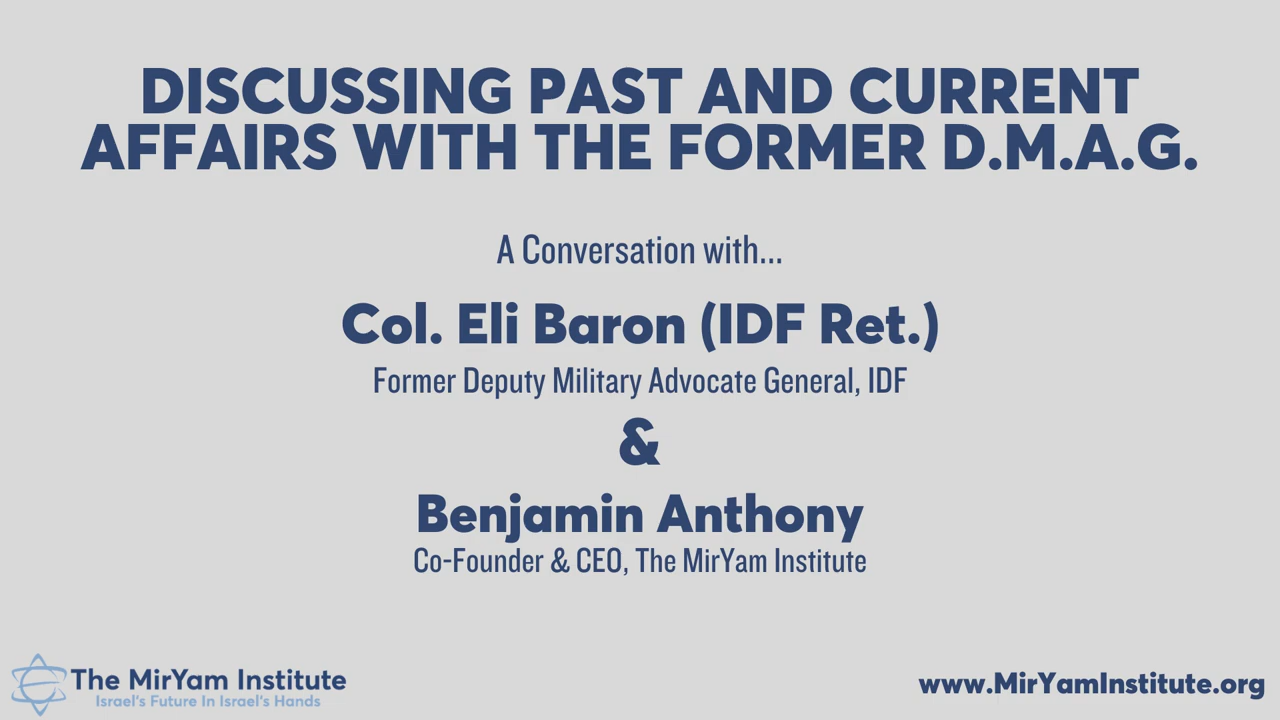 DISCUSSING PAST AND CURRENT
AFFAIRS WITH THE FORMER D.M.A.G.
A Conversation with...
Col. Eli Baron (IDF Ret.)
Former Deputy Military Advocate General, IDF
&
Benjamin Anthony
Co-Founder & CEO, The MirYam Institute
The MirYam Institute
Israel's Future In Israel's Hands
www.MirYamInstitute.org